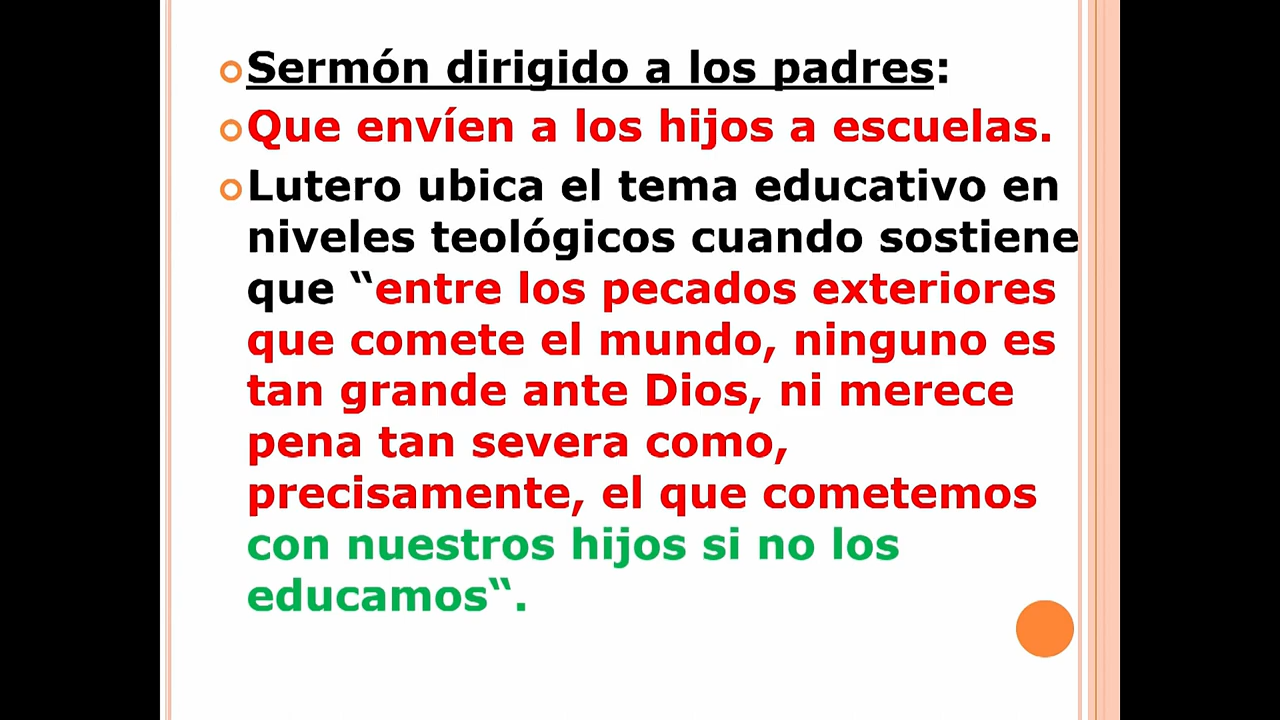 Sermón dirigido a los padres:
Que envíen a los hijos a escuelas.
Lutero ubica el tema educativo en
niveles teológicos cuando sostiene
que “entre los pecados exteriores
que comete el mundo, ninguno es
tan grande ante Dios, ni merece
pena tan severa como,
precisamente, el que cometemos
con nuestros hijos si no los
educamos“.